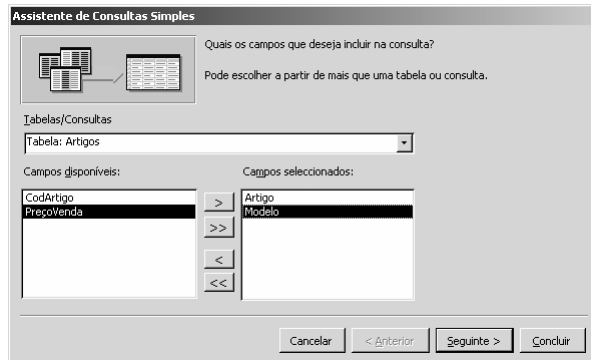 Assistente de Consultas Simples
Quais os campos que deseja incluir na consulta?
Pode escolher a partir de mais que uma tabela ou consulta.
Tabelas/Consultas
Tabela: Artigos
Campos disponíveis:
Campos seleccionados:
CodArtigo
PreçoVenda
>
>>
<
<<
Artigo
Modelo
Cancelar
< Anterior
Seguinte >
Concluir